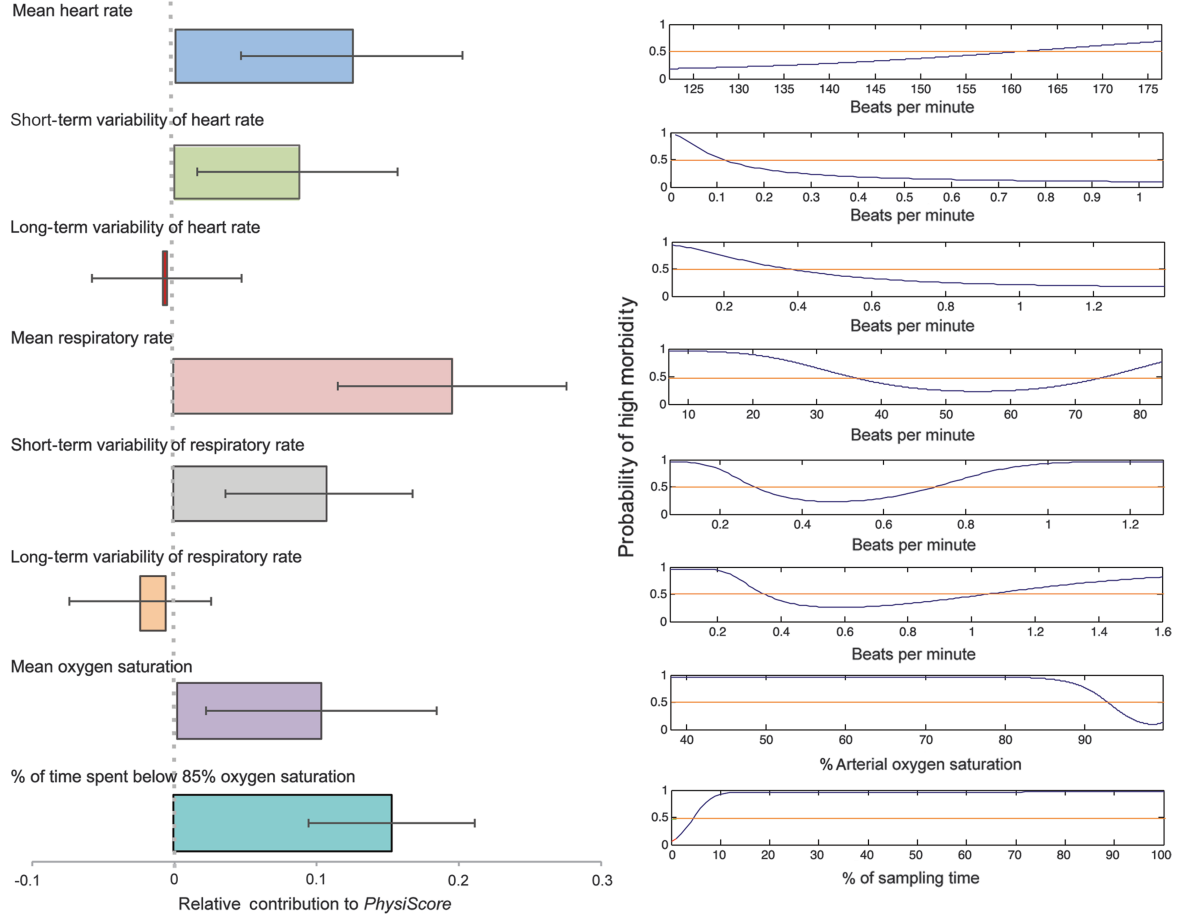 Mean heart rate
Short-term variability of heart rate
Long-term variability of heart rate
Mean respiratory rate
Short-term variability of respiratory rate
Long-term variability of respiratory rate
Mean oxygen saturation
% of time spent below 85% oxygen saturation
-0.1 0 0.1 0.2 0.3
Relative contribution to PhysiScore
Probability of high morbidity
1
0.5
0
125 130 135 140 145 150 155 160 165 170 175
Beats per minute
1
0.5
0
0 0.1 0.2 0.3 0.4 0.5 0.6 0.7 0.8 0.9 1
Beats per minute
1
0.5
0
0.2 0.4 0.6 0.8 1 1.2
Beats per minute
1
0.5
0
10 20 30 40 50 60 70 80
Beats per minute
1
0.5
0
0.2 0.4 0.6 0.8 1 1.2
Beats per minute
1
0.5
0
0.2 0.4 0.6 0.8 1 1.2 1.4 1.6
Beats per minute
1
0.5
0
40 50 60 70 80 90
% Arterial oxygen saturation
1
0.5
0
0 10 20 30 40 50 60 70 80 90 100
% of sampling time